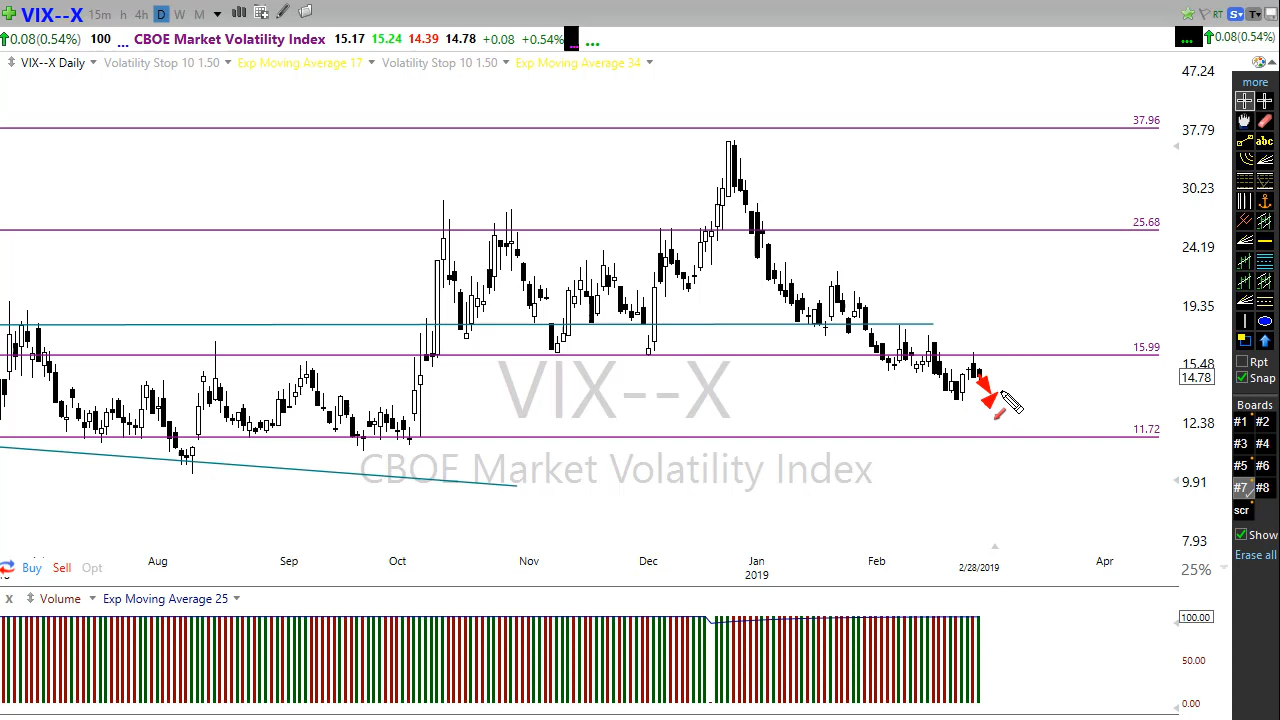 VIX--X 15m h 4h D W M RT S T
0.08(0.54%) 100 ... CBOE Market Volatility Index 15.17 15.24 14.39 14.78 +0.08 +0.54% ... ... ... 0.08(0.54%)
VIX--X Daily Volatility Stop 10 1.50 Exp Moving Average 17 Volatility Stop 10 1.50 Exp Moving Average 34
47.24
more
37.96
37.79
abc
30.23
25.68
24.19
19.35
15.99
15.48
Rpt
14.78
Snap
VIX--X
Boards
11.72
12.38
#1 #2
#3 #4
CBOE Market Volatility Index
#5 #6
9.91
#7 #8
scr
Show
7.93
Erase all
Aug Sep Oct Nov Dec Jan Feb Apr
2019 2/28/2019
Buy Sell Opt
25%
X Volume Exp Moving Average 25
100.00
50.00
0.00